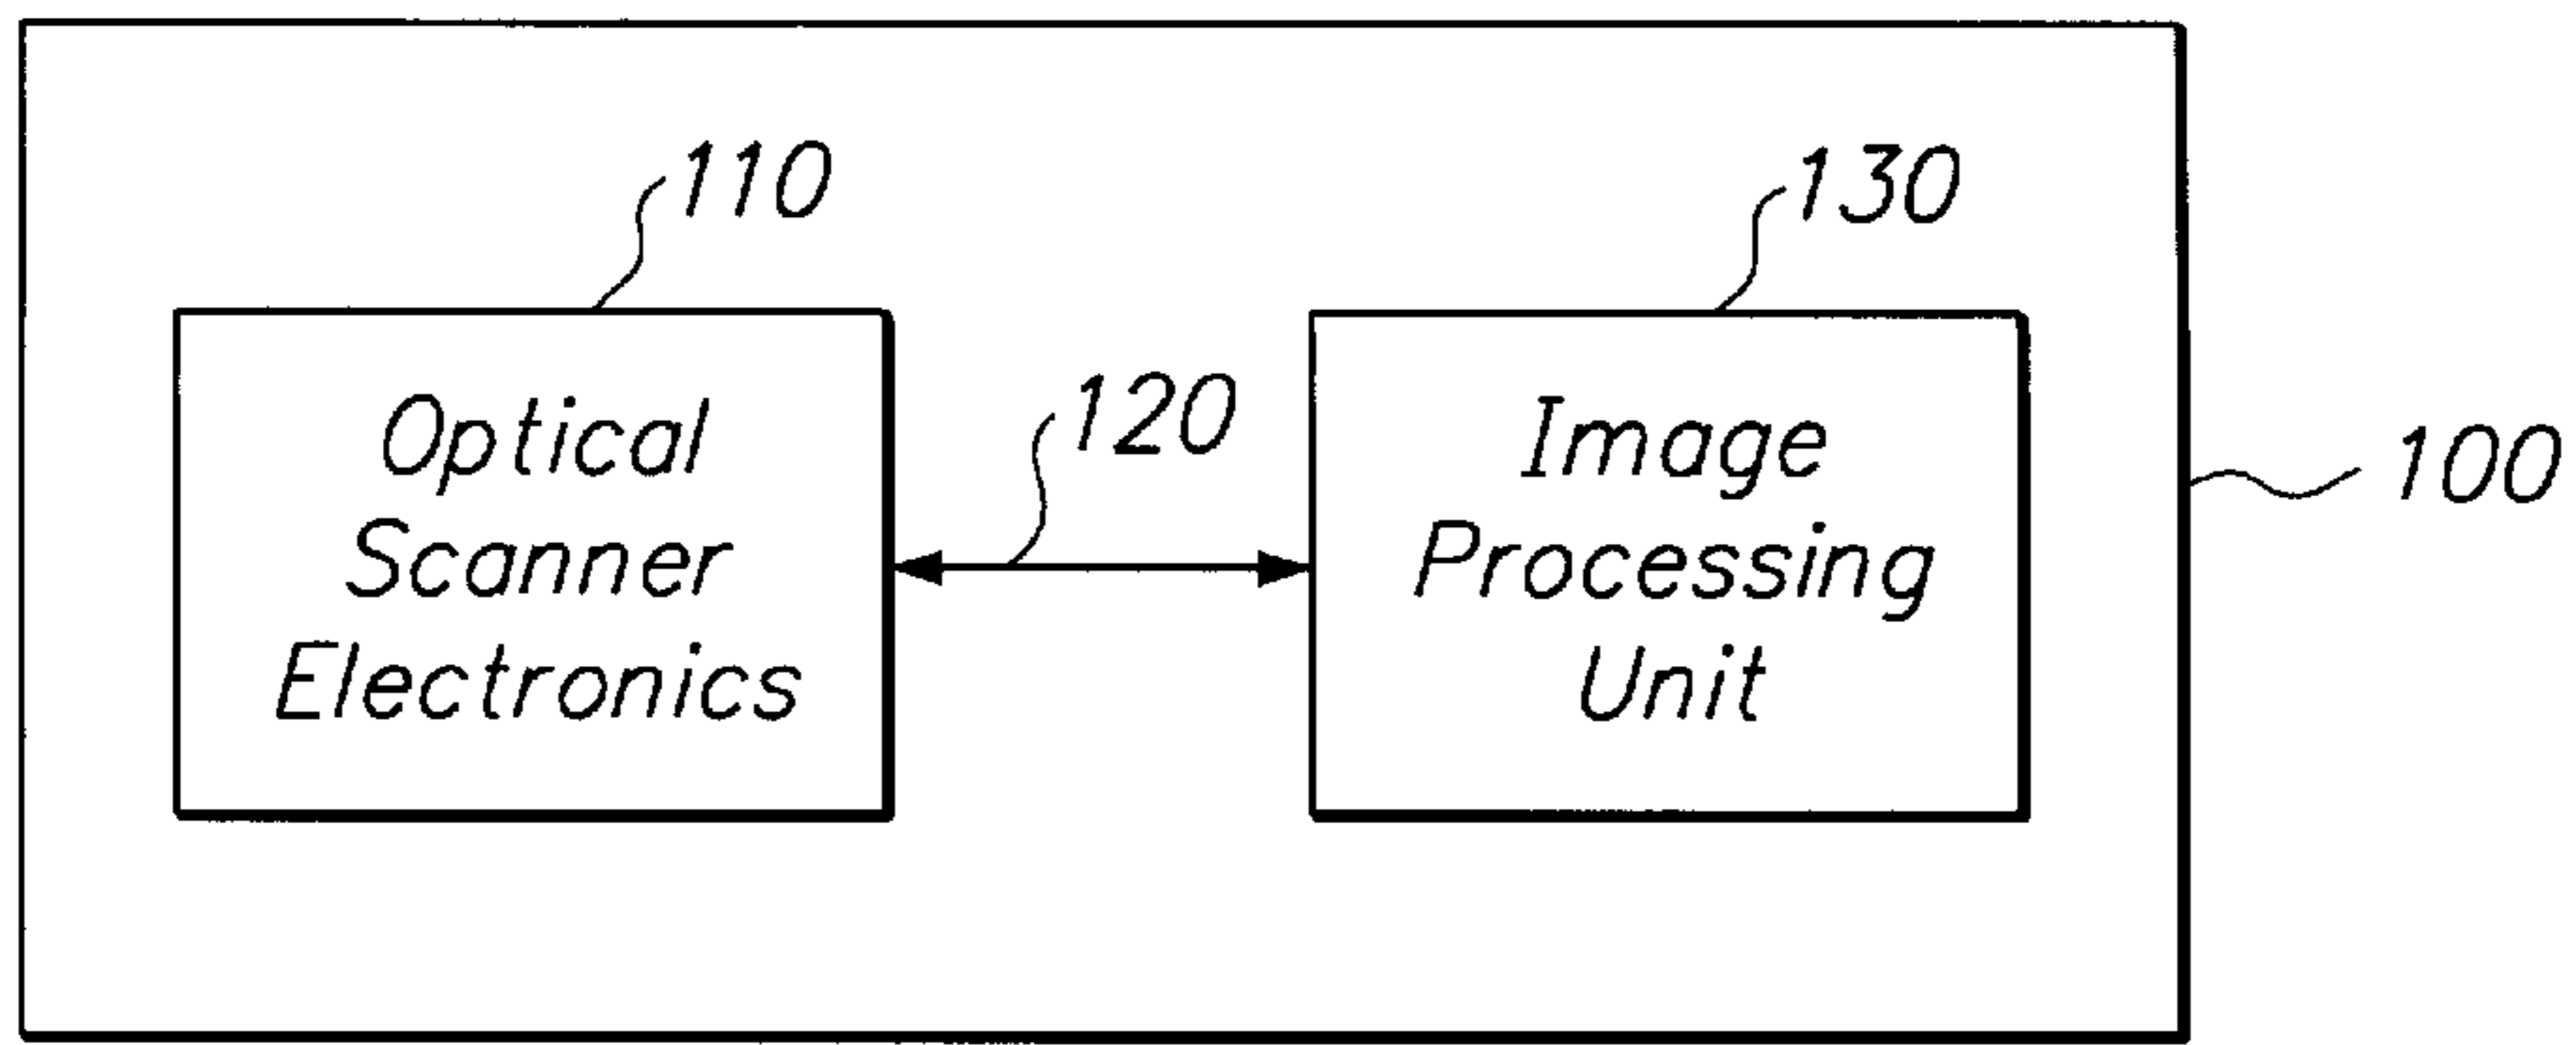 110
130
Optical
Scanner
Electronics
120
Image
Processing
Unit
100